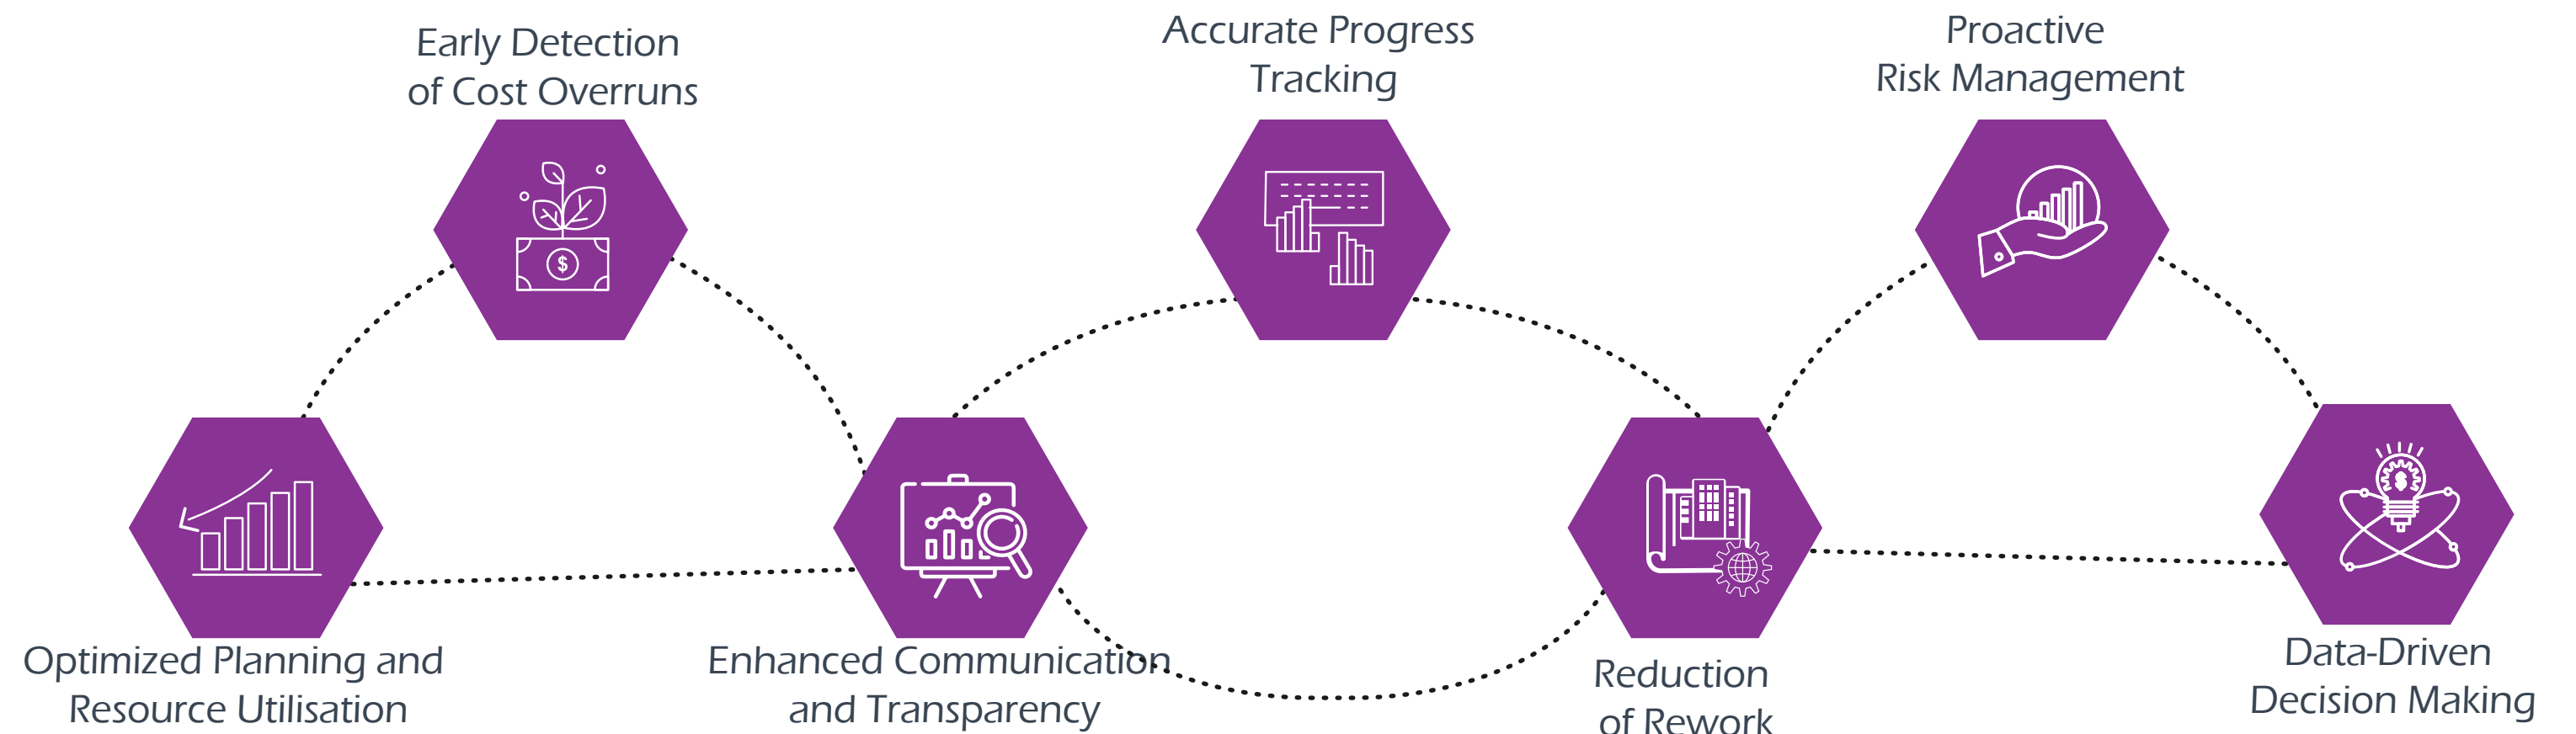 Early Detection
of Cost Overruns
Accurate Progress
Tracking
Proactive
Risk Management
$
$
Optimized Planning and
Resource Utilisation
Enhanced Communication
and Transparency
Reduction
of Rework
Data-Driven
Decision Making